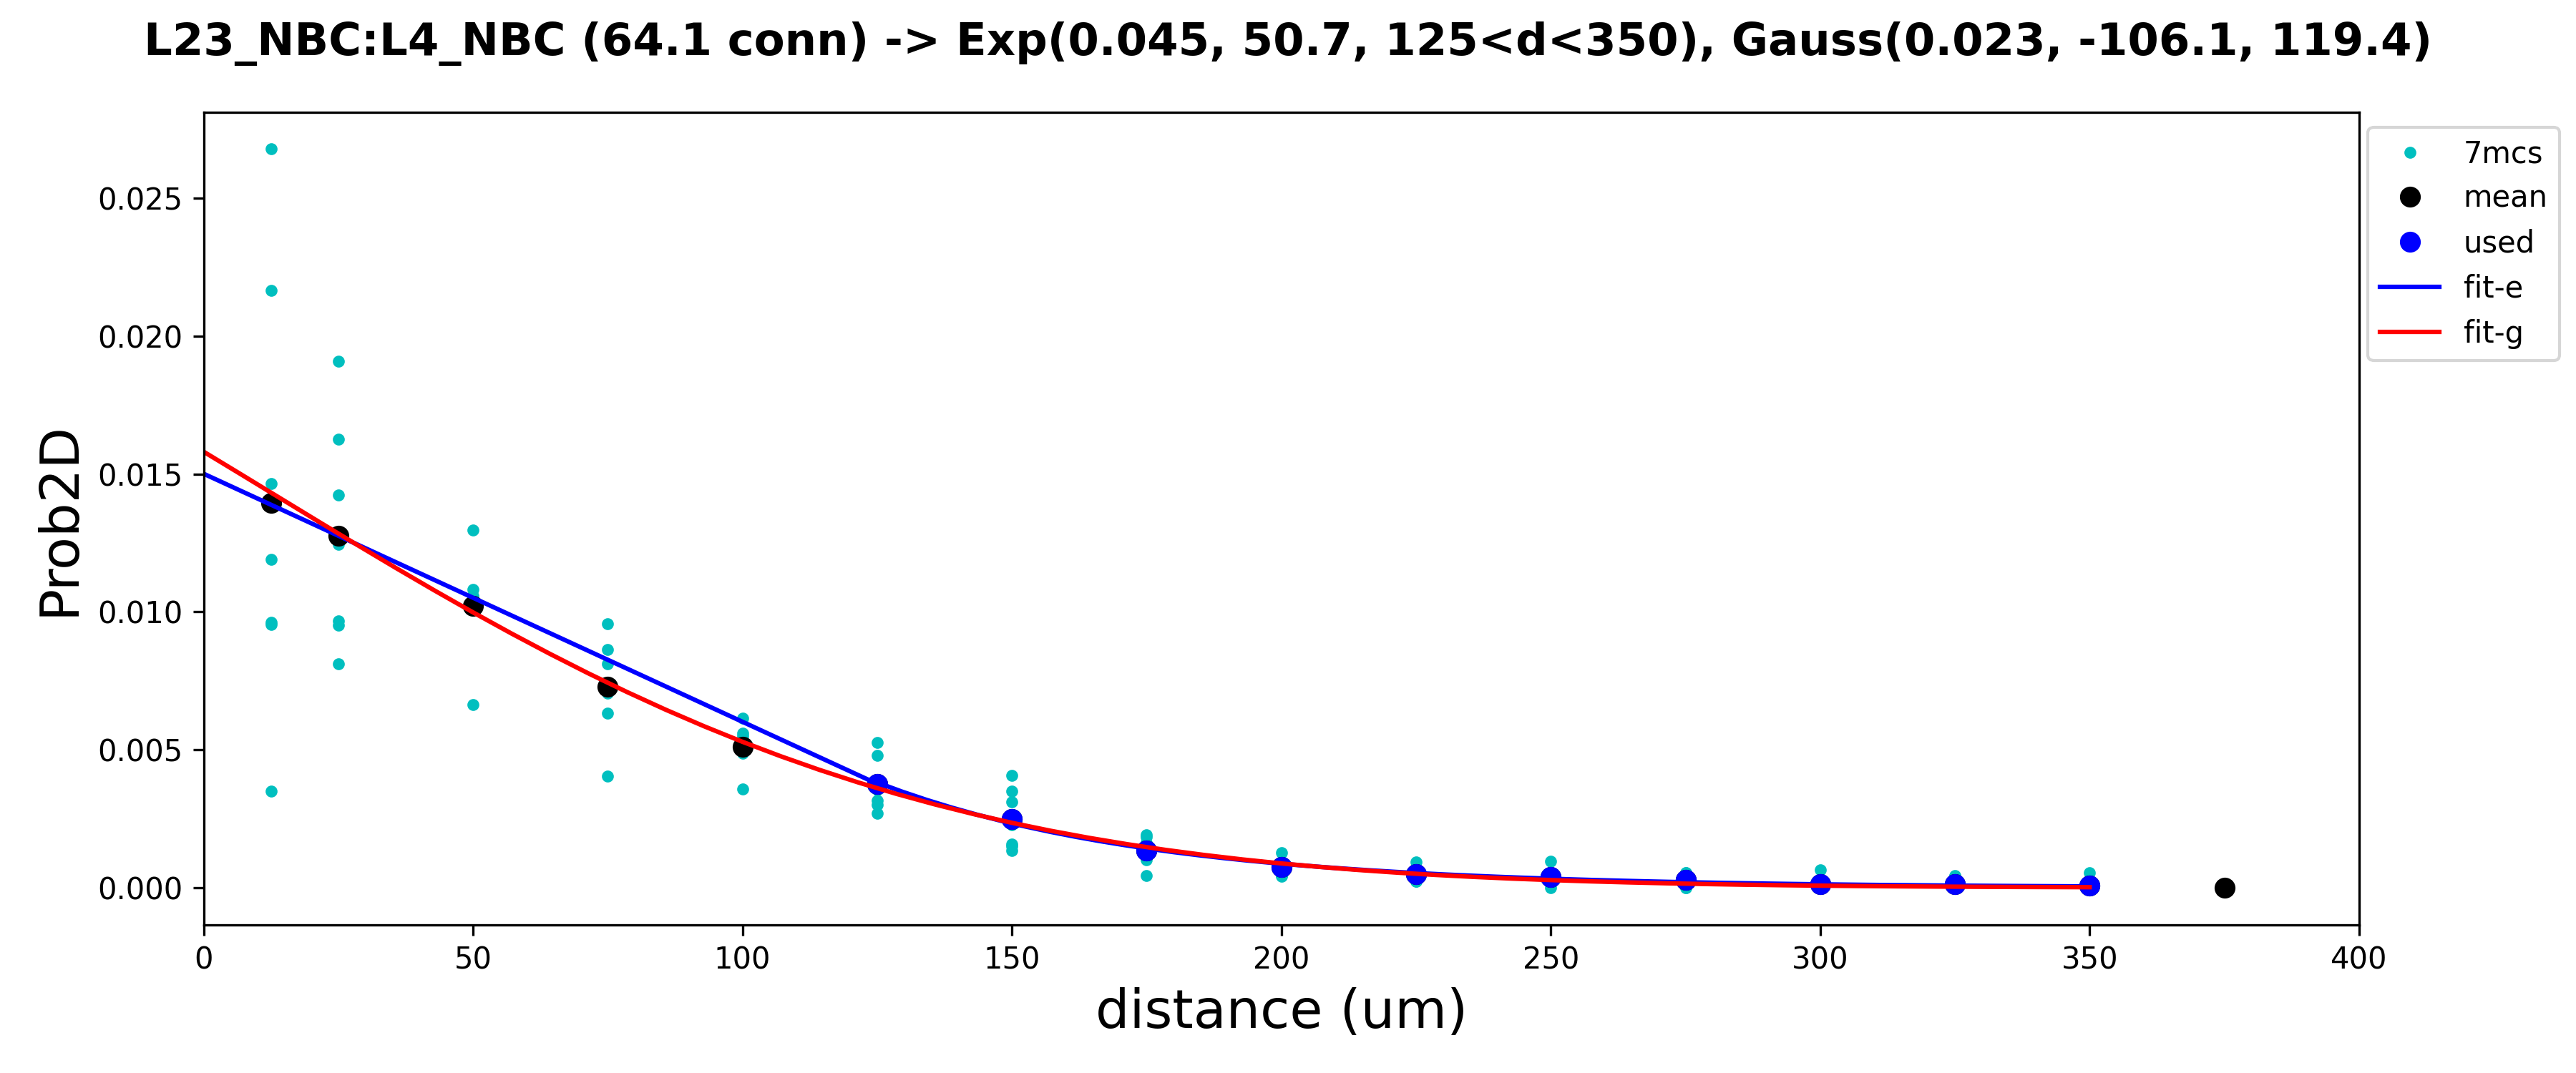 L23_NBC:L4_NBC (64.1 conn) -> Exp(0.045, 50.7, 125<d<350), Gauss(0.023, -106.1, 119.4)
7mcs
mean
used
fit-e
fit-g
Prob2D
0.025
0.020
0.015
0.010
0.005
0.000
0 50 100 150 200 250 300 350 400
distance (um)